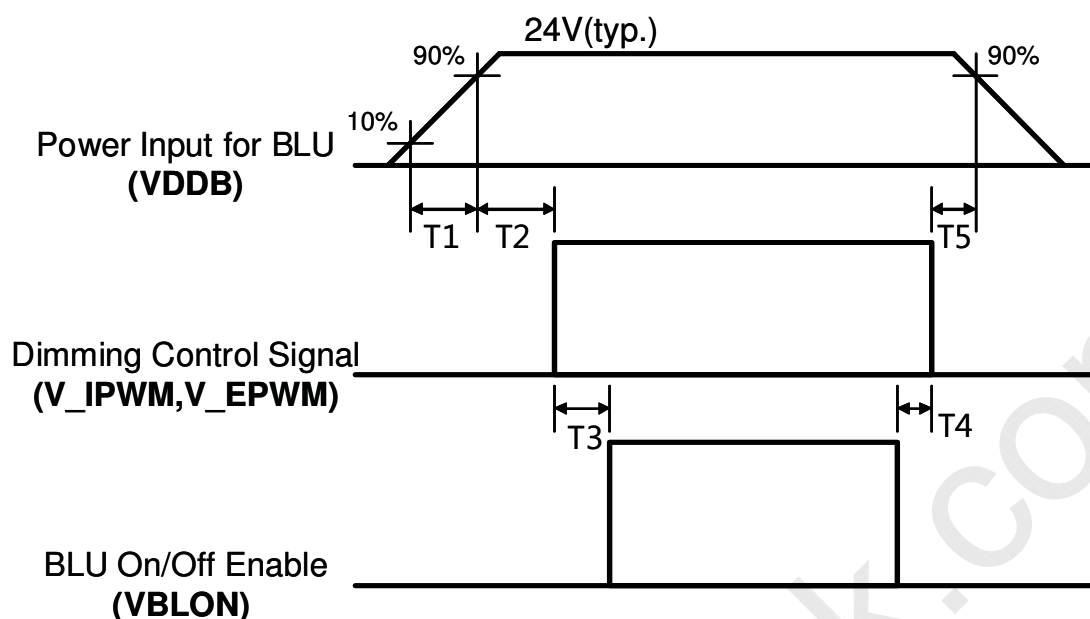 24V(typ.)
90%
90%
10%
Power Input for BLU
(VDDB)
T1
T2
T5
Dimming Control Signal
(V_IPWM,V_EPWM)
T3
T4
BLU On/Off Enable
(VBLON)
k.com